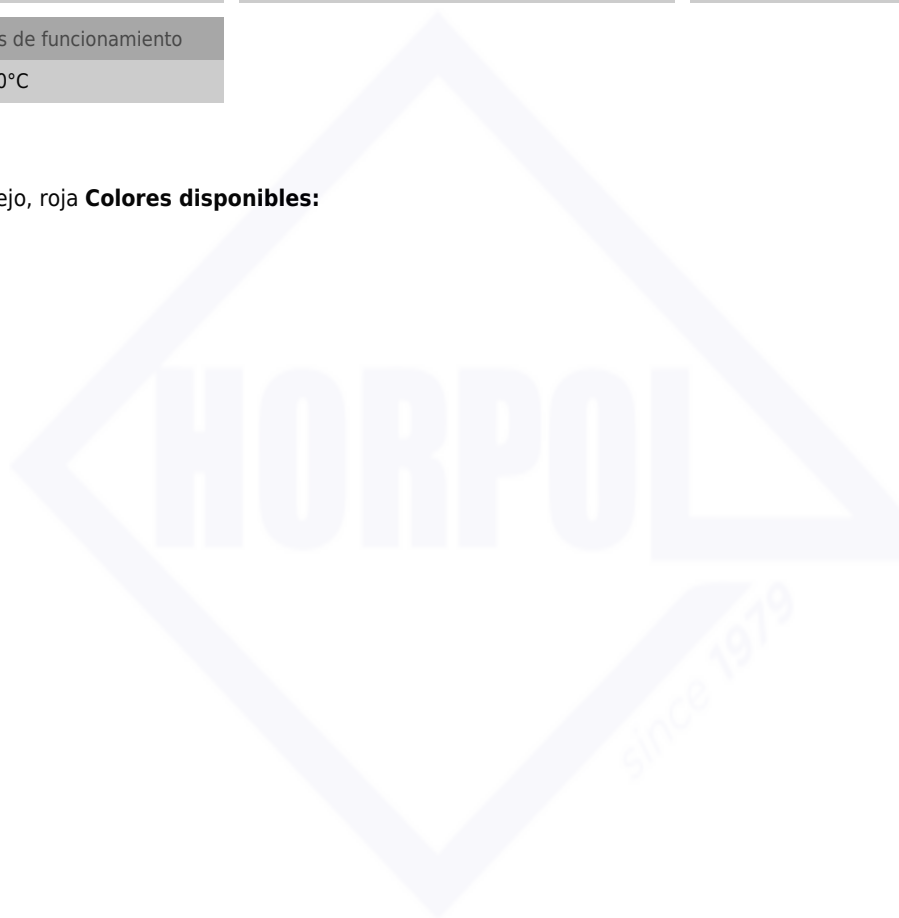 s de funcionamiento
0°C
ejo, roja Colores disponibles:
HORPOL
since 1979